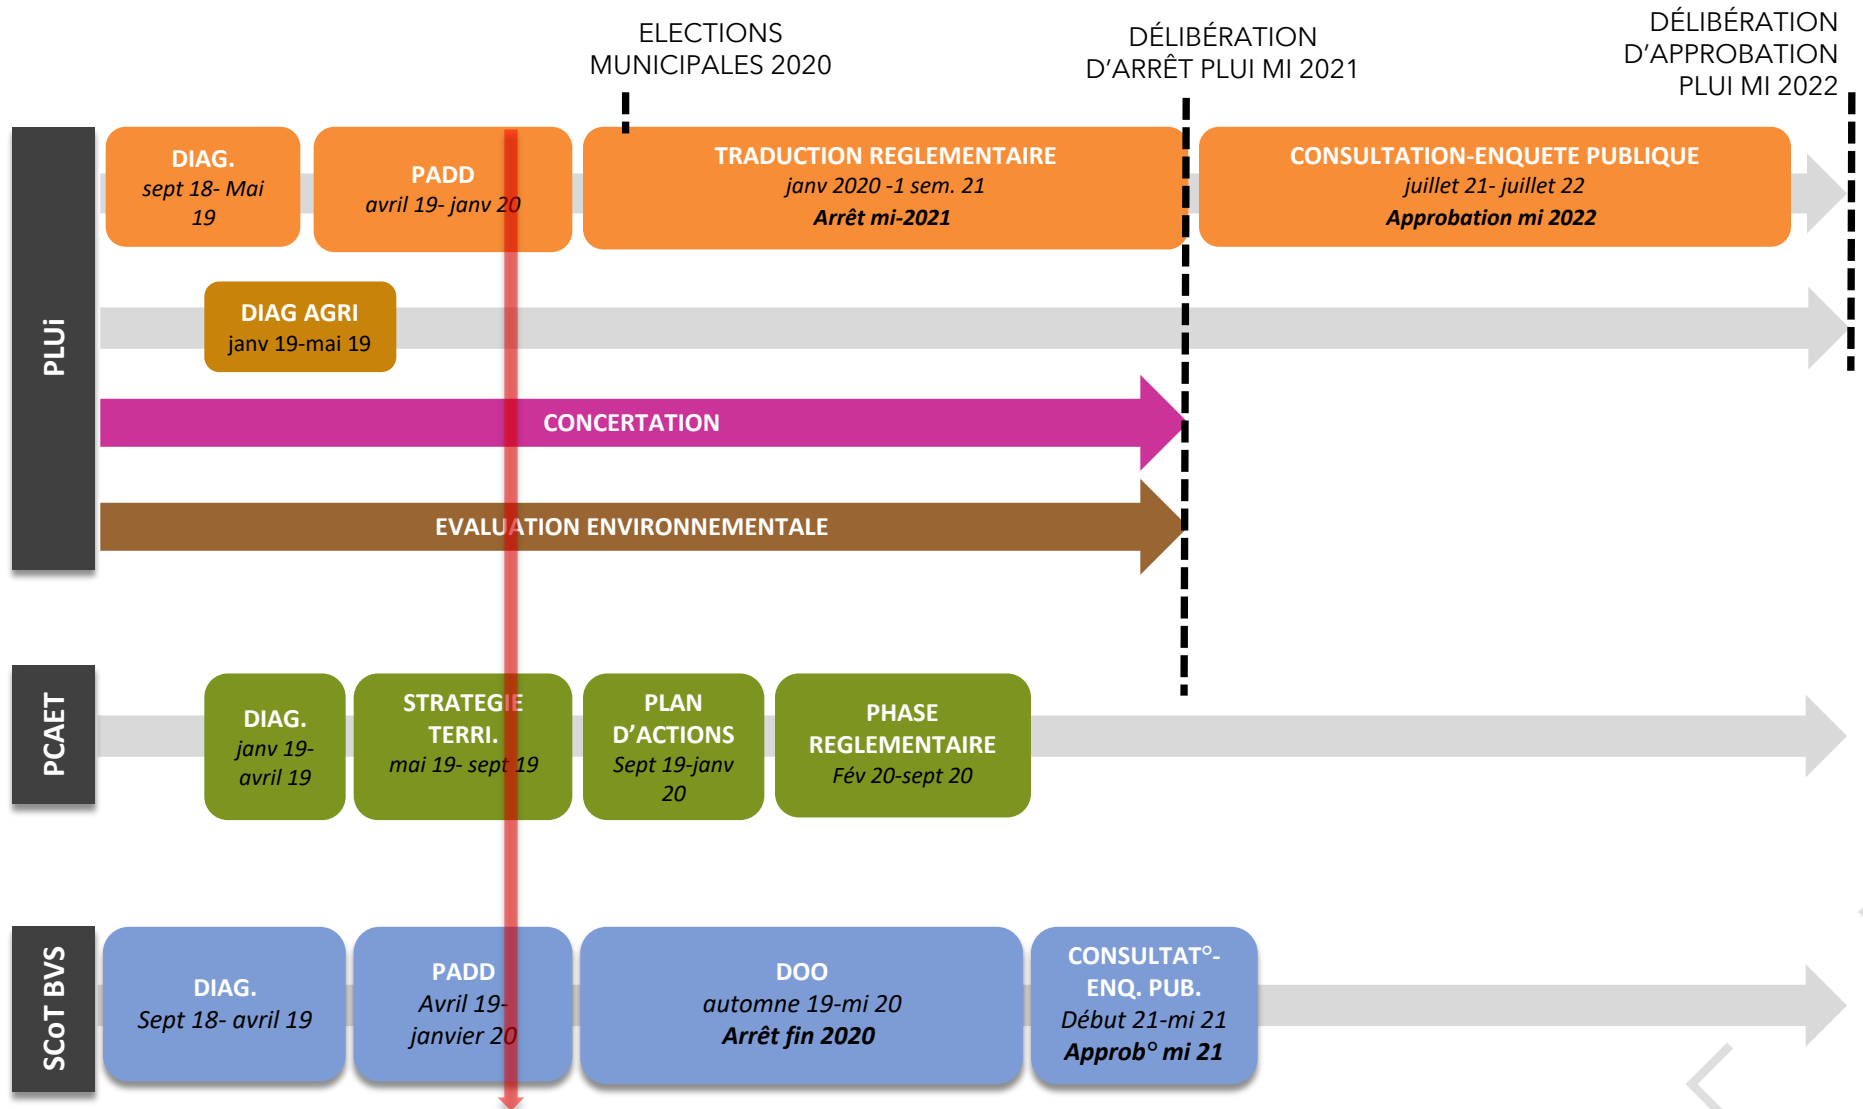 ELECTIONS
MUNICIPALES 2020
DÉLIBÉRATION
D'ARRÊT PLUI MI 2021
DÉLIBÉRATION
D'APPROBATION
PLUI MI 2022
PLUi
DIAG.
sept 18- Mai
19
PADD
avril 19- janv 20
TRADUCTION REGLEMENTAIRE
janv 2020 -1 sem. 21
Arrêt mi-2021
CONSULTATION-ENQUETE PUBLIQUE
juillet 21- juillet 22
Approbation mi 2022
DIAG AGRI
janv 19-mai 19
CONCERTATION
EVALUATION ENVIRONNEMENTALE
PCAET
DIAG.
janv 19-
avril 19
STRATEGIE
TERRI.
mai 19- sept 19
PLAN
D'ACTIONS
Sept 19-janv
20
PHASE
REGLEMENTAIRE
Fév 20-sept 20
SCoT BVS
DIAG.
Sept 18- avril 19
PADD
Avril 19-
janvier 20
DOO
automne 19-mi 20
Arrêt fin 2020
CONSULTAT°-
ENQ. PUB.
Début 21-mi 21
Approb° mi 21